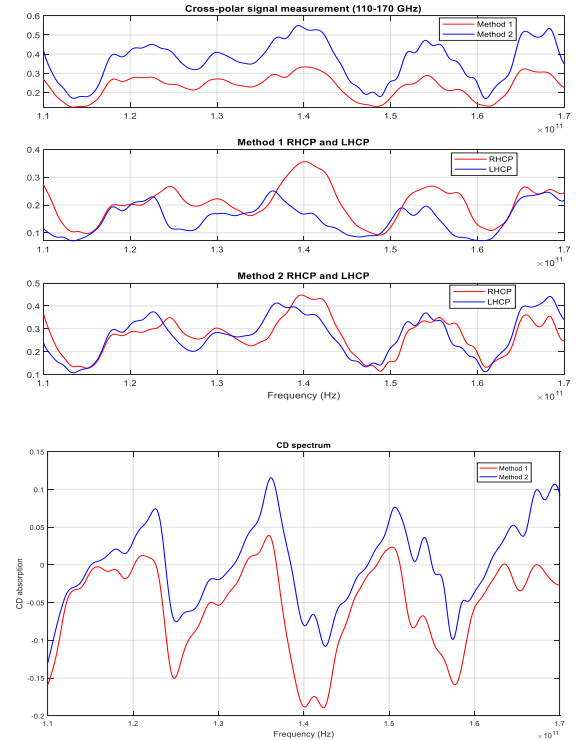 Cross-polar signal measurement (110-170 GHz)
0.6
0.5
0.4
0.3
0.2
Method 1
Method 2
1.1 1.2 1.3 1.4 1.5 1.6 1.7
×10^11
Method 1 RHCP and LHCP
0.4
0.3
0.2
0.1
RHCP
LHCP
1.1 1.2 1.3 1.4 1.5 1.6 1.7
×10^11
Method 2 RHCP and LHCP
0.5
0.4
0.3
0.2
0.1
RHCP
LHCP
1.1 1.2 1.3 1.4 1.5 1.6 1.7
Frequency (Hz)
×10^11
CD spectrum
0.15
0.1
0.05
0
-0.05
-0.1
-0.15
-0.2
CD absorption
Method 1
Method 2
1.1 1.2 1.3 1.4 1.5 1.6 1.7
Frequency (Hz)
×10^11